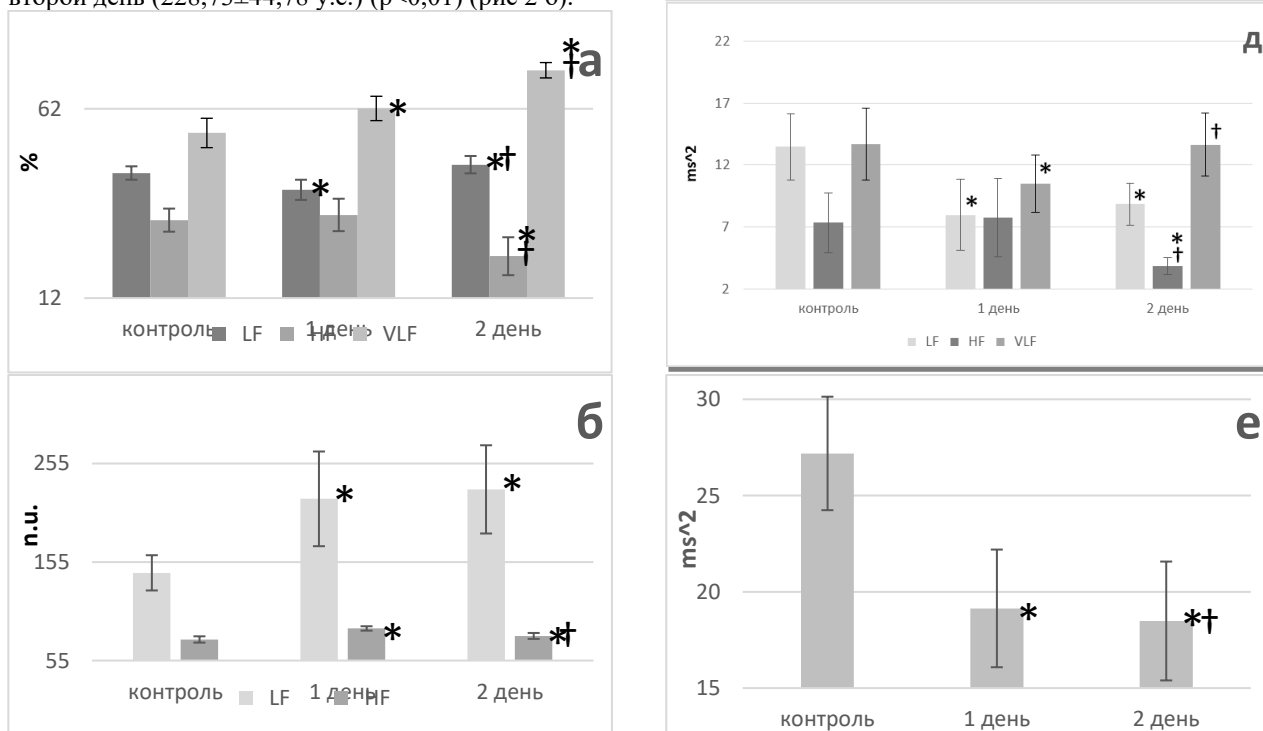 второй день (228,75±44,78 у.е.) (p<0,01) (рис 2 б).
а
62
%
12
*
*†
*
†
*
†
контроль 1 день 2 день
LF HF VLF
б
255
n.u.
155
55
*
*
*
*†
контроль 1 день 2 день
LF HF
д
22
17
ms^2
12
7
2
*
*
*
*
†
†
контроль 1 день 2 день
LF HF VLF
е
30
25
ms^2
20
15
*
*†
контроль 1 день 2 день